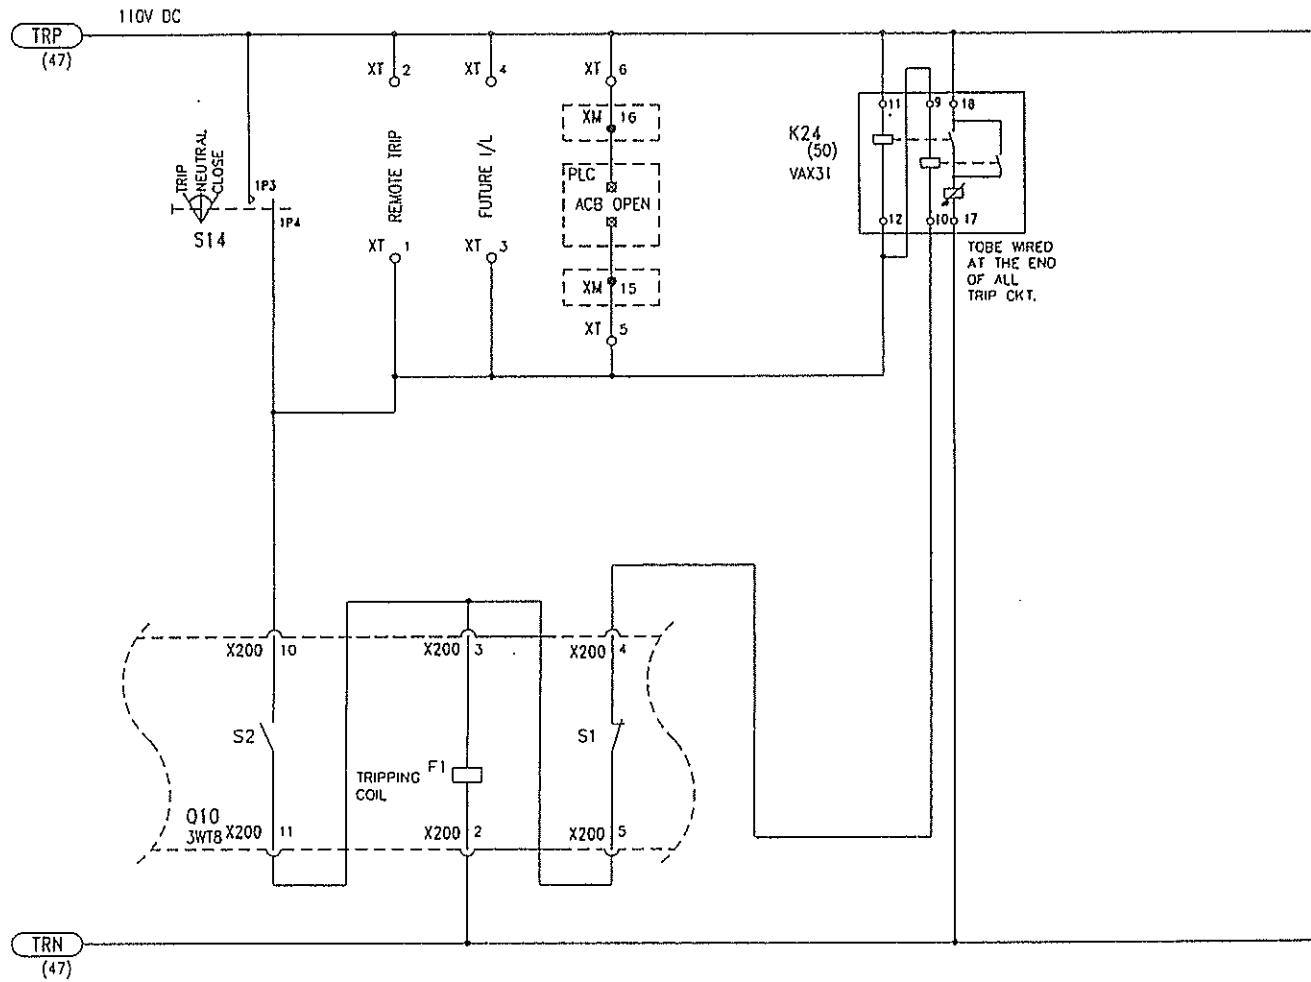 110V DC
TRP
(47)
XT 2
XT 4
XT 6
XM 16
11
9
18
K24
(50)
VAX31
TRIP
NEUTRAL
CLOSE
1P3
1P4
S14
REMOTE TRIP
FUTURE I/L
PLC
ACB OPEN
XT 1
XT 3
XM 15
XT 5
12
10
17
TOBE WIRED
AT THE END
OF ALL
TRIP CKT.
X200 10
X200 3
X200 4
S2
S1
F1
TRIPPING
COIL
Q10
3WT8
X200 11
X200 2
X200 5
TRN
(47)